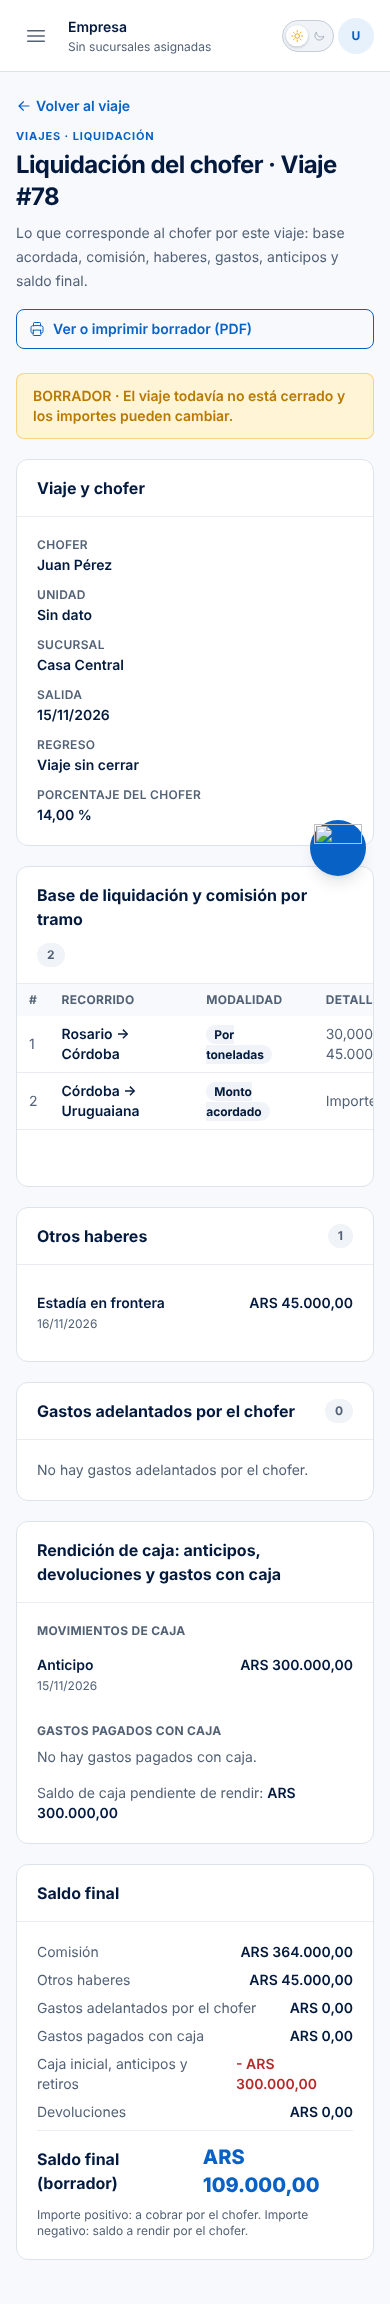 Empresa
Sin sucursales asignadas
U
← Volver al viaje
VIAJES · LIQUIDACIÓN
Liquidación del chofer · Viaje
#78
Lo que corresponde al chofer por este viaje: base
acordada, comisión, haberes, gastos, anticipos y
saldo final.
Ver o imprimir borrador (PDF)
BORRADOR · El viaje todavía no está cerrado y
los importes pueden cambiar.
Viaje y chofer
CHOFER
Juan Pérez
UNIDAD
Sin dato
SUCURSAL
Casa Central
SALIDA
15/11/2026
REGRESO
Viaje sin cerrar
PORCENTAJE DEL CHOFER
14,00 %
Base de liquidación y comisión por
tramo
2
# RECORRIDO MODALIDAD DETALL
1 Rosario → Córdoba Por toneladas 30,000 45.000
2 Córdoba → Uruguaiana Monto acordado Importe
Otros haberes 1
Estadía en frontera ARS 45.000,00
16/11/2026
Gastos adelantados por el chofer 0
No hay gastos adelantados por el chofer.
Rendición de caja: anticipos,
devoluciones y gastos con caja
MOVIMIENTOS DE CAJA
Anticipo ARS 300.000,00
15/11/2026
GASTOS PAGADOS CON CAJA
No hay gastos pagados con caja.
Saldo de caja pendiente de rendir: ARS
300.000,00
Saldo final
Comisión ARS 364.000,00
Otros haberes ARS 45.000,00
Gastos adelantados por el chofer ARS 0,00
Gastos pagados con caja ARS 0,00
Caja inicial, anticipos y retiros - ARS 300.000,00
Devoluciones ARS 0,00
Saldo final (borrador) ARS 109.000,00
Importe positivo: a cobrar por el chofer. Importe
negativo: saldo a rendir por el chofer.